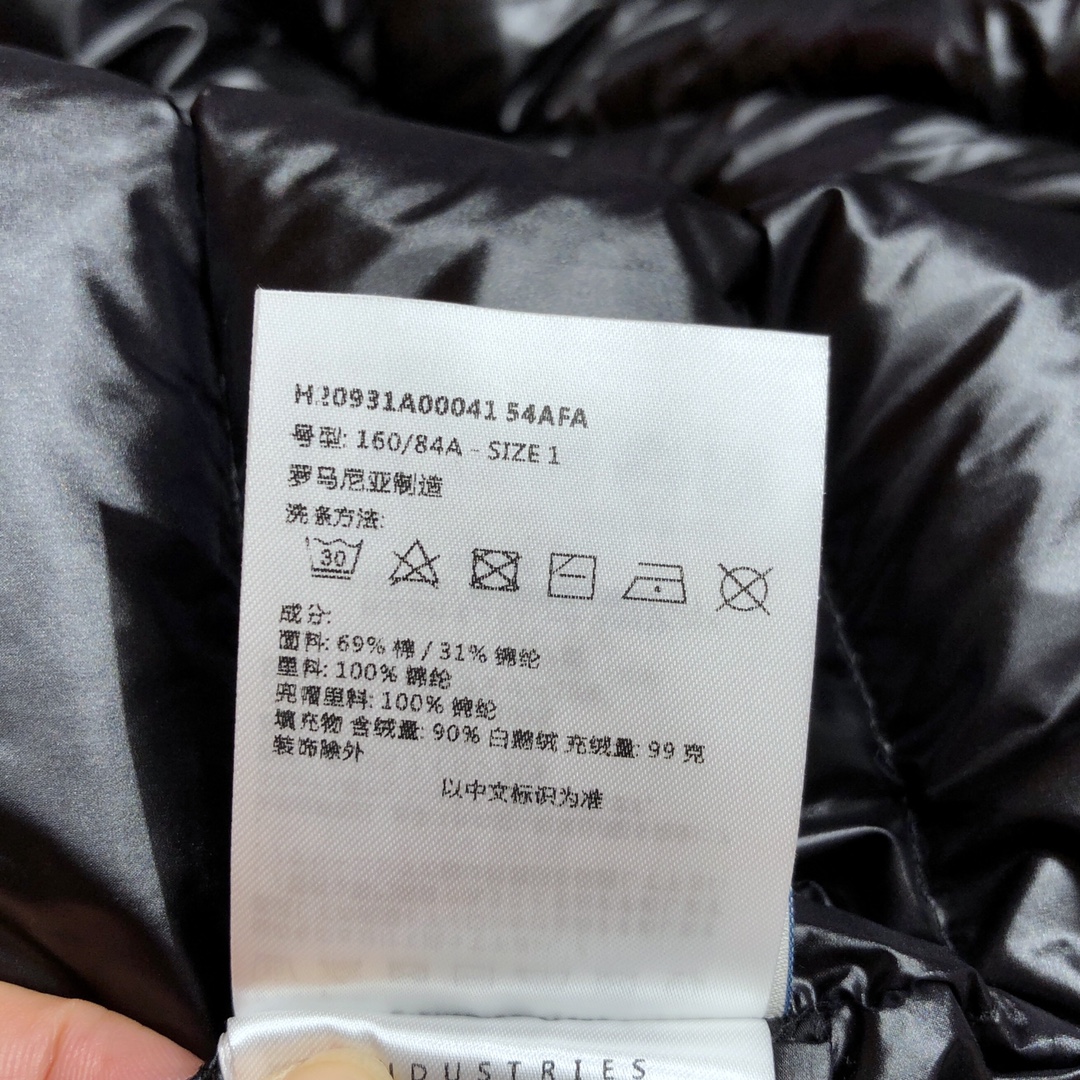 H20931A00041 54AFA
号型: 160/84A - SIZE 1
罗马尼亚制造
洗涤方法:
30
成分:
面料: 69% 棉 / 31% 锦纶
里料: 100% 锦纶
兜帽里料: 100% 锦纶
填充物 含绒量: 90% 白鹅绒 充绒量: 99 克
装饰除外
以中文标识为准
DUSTRIES